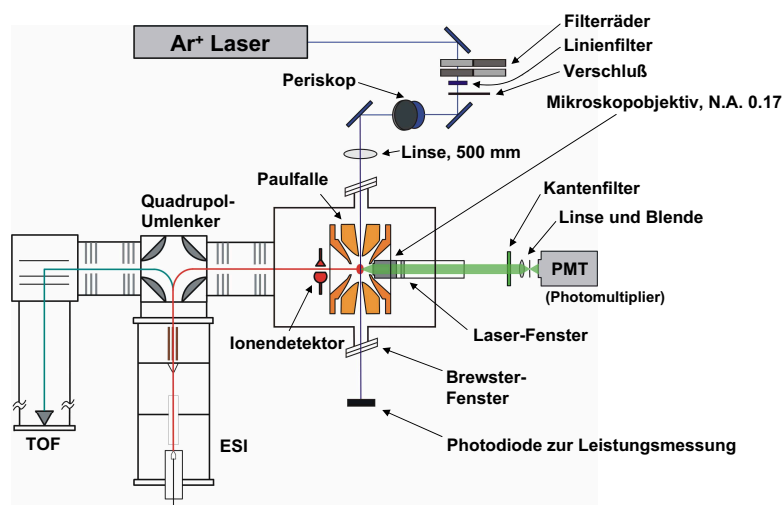 Ar⁺ Laser
Filterräder
Linienfilter
Verschluß
Periskop
Mikroskopobjektiv, N.A. 0.17
Linse, 500 mm
Paulfalle
Kantenfilter
Quadrupol-
Umlenker
Linse und Blende
PMT
(Photomultiplier)
Ionendetektor
Laser-Fenster
Brewster-
Fenster
TOF
ESI
Photodiode zur Leistungsmessung